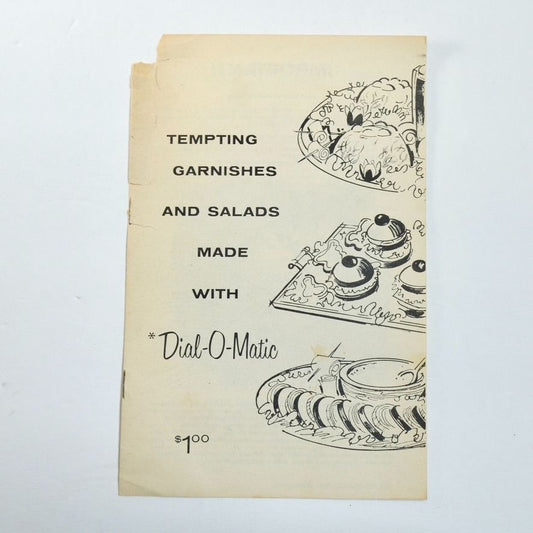 TEMPTING
GARNISHES
AND SALADS
MADE
WITH
*Dial-O-Matic
$1.00